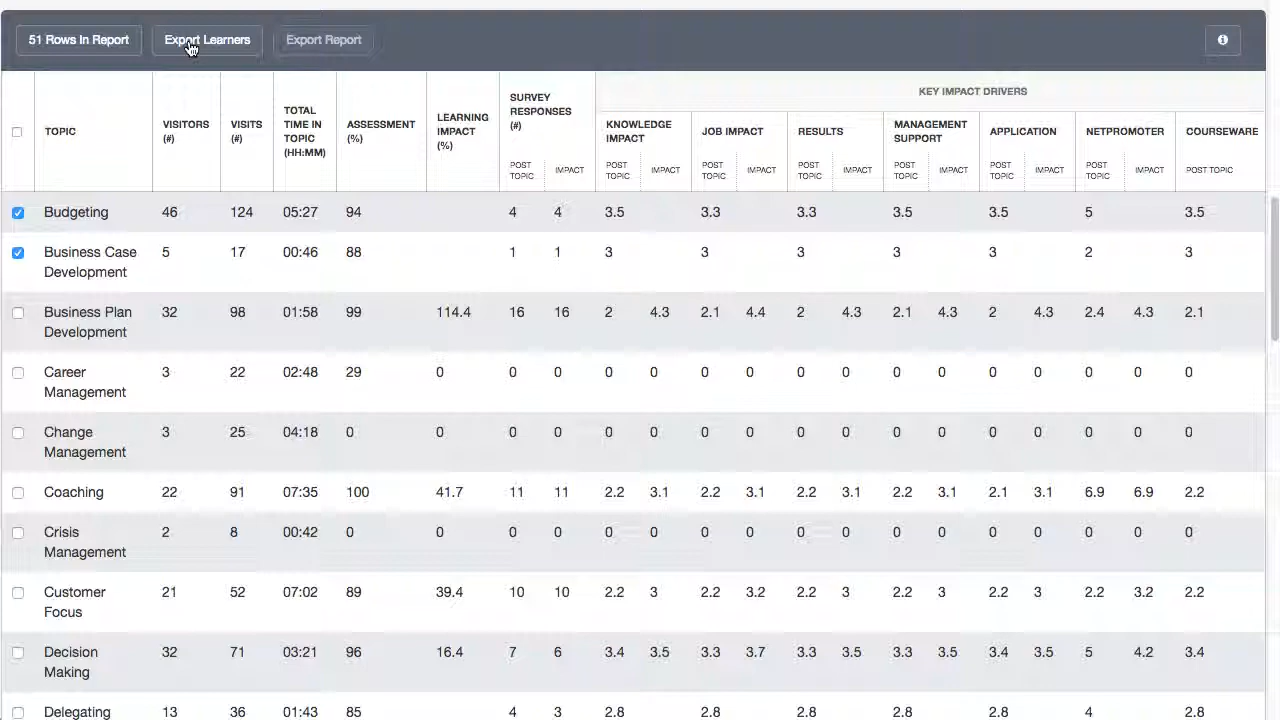 51 Rows In Report Export Learners Export Report
KEY IMPACT DRIVERS
TOPIC VISITORS (#) VISITS (#) TOTAL TIME IN TOPIC (HH:MM) ASSESSMENT (%) LEARNING IMPACT (%) SURVEY RESPONSES (#) KNOWLEDGE IMPACT JOB IMPACT RESULTS MANAGEMENT SUPPORT APPLICATION NETPROMOTER COURSEWARE
POST TOPIC IMPACT POST TOPIC IMPACT POST TOPIC IMPACT POST TOPIC IMPACT POST TOPIC IMPACT POST TOPIC IMPACT POST TOPIC IMPACT POST TOPIC
Budgeting 46 124 05:27 94 4 4 3.5 3.3 3.3 3.5 3.5 5 3.5
Business Case 5 17 00:46 88 1 1 3 3 3 3 3 2 3
Development
Business Plan 32 98 01:58 99 114.4 16 16 2 4.3 2.1 4.4 2 4.3 2.1 4.3 2 4.3 2.4 4.3 2.1
Development
Career 3 22 02:48 29 0 0 0 0 0 0 0 0 0 0 0 0 0 0 0 0
Management
Change 3 25 04:18 0 0 0 0 0 0 0 0 0 0 0 0 0 0 0 0 0
Management
Coaching 22 91 07:35 100 41.7 11 11 2.2 3.1 2.2 3.1 2.2 3.1 2.2 3.1 2.1 3.1 6.9 6.9 2.2
Crisis 2 8 00:42 0 0 0 0 0 0 0 0 0 0 0 0 0 0 0 0 0
Management
Customer 21 52 07:02 89 39.4 10 10 2.2 3 2.2 3.2 2.2 3 2.2 3 2.2 3 2.2 3.2 2.2
Focus
Decision 32 71 03:21 96 16.4 7 6 3.4 3.5 3.3 3.7 3.3 3.5 3.3 3.5 3.4 3.5 5 4.2 3.4
Making
Delegating 13 36 01:43 85 4 3 2.8 2.8 2.8 2.8 2.8 4 2.8